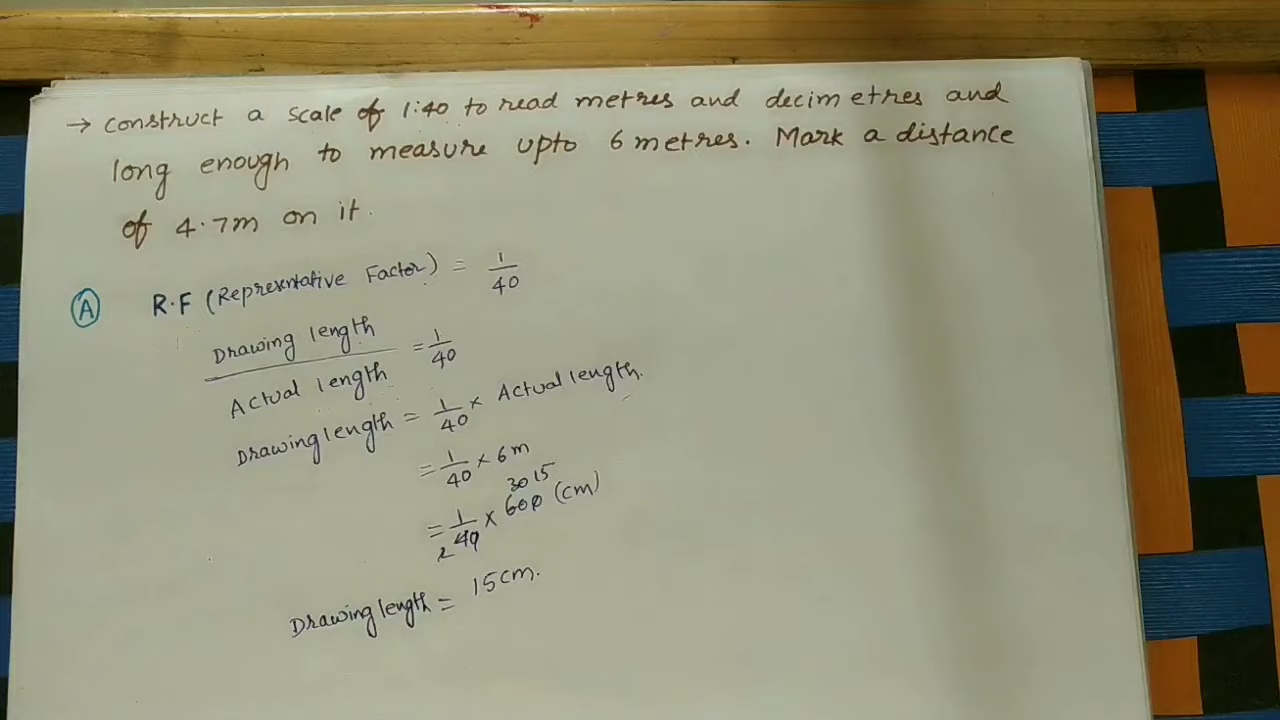 → construct a scale of 1:40 to read metres and decimetres and
long enough to measure upto 6 metres. Mark a distance
of 4.7m on it.
A R.F (Representative Factor) = 1/40
Drawing length / Actual length = 1/40
Drawing length = 1/40 × Actual length.
= 1/40 × 6m
30 15
= 1/40 × 600 (cm)
2
Drawing length = 15cm.